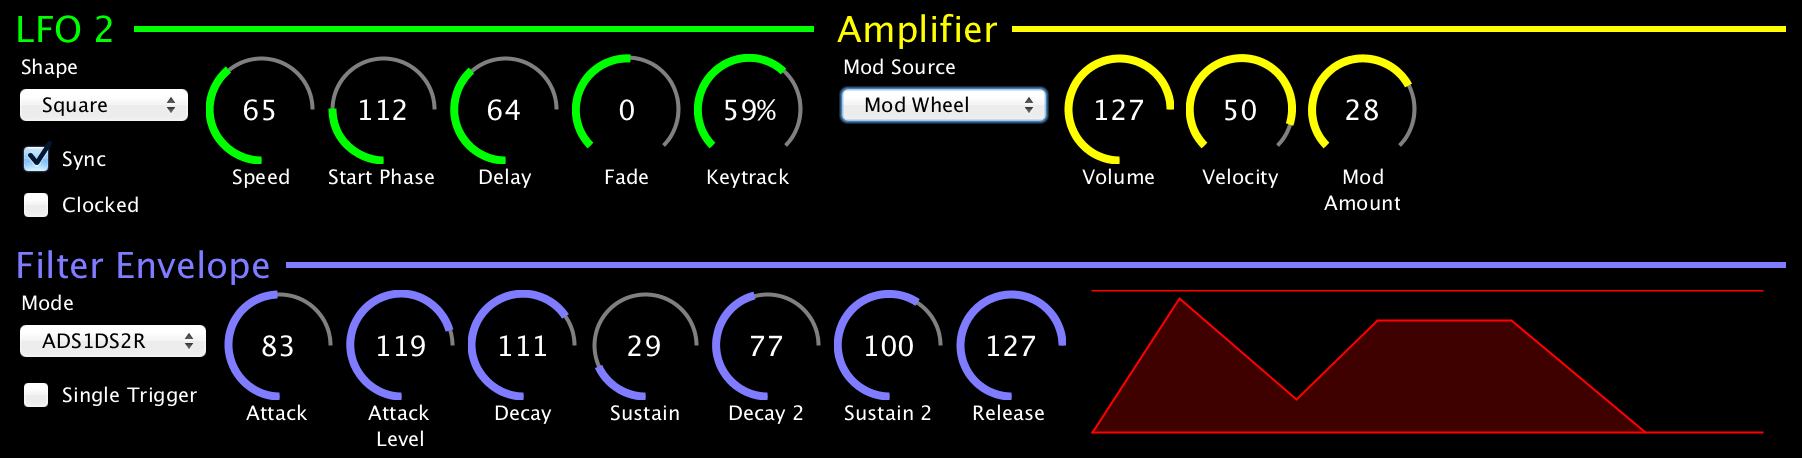 LFO 2
Shape
Square
Sync
Clocked
65
112
64
0
59%
Speed
Start Phase
Delay
Fade
Keytrack
Amplifier
Mod Source
Mod Wheel
127
50
28
Volume
Velocity
Mod
Amount
Filter Envelope
Mode
ADS1DS2R
Single Trigger
83
119
111
29
77
100
127
Attack
Attack
Level
Decay
Sustain
Decay 2
Sustain 2
Release